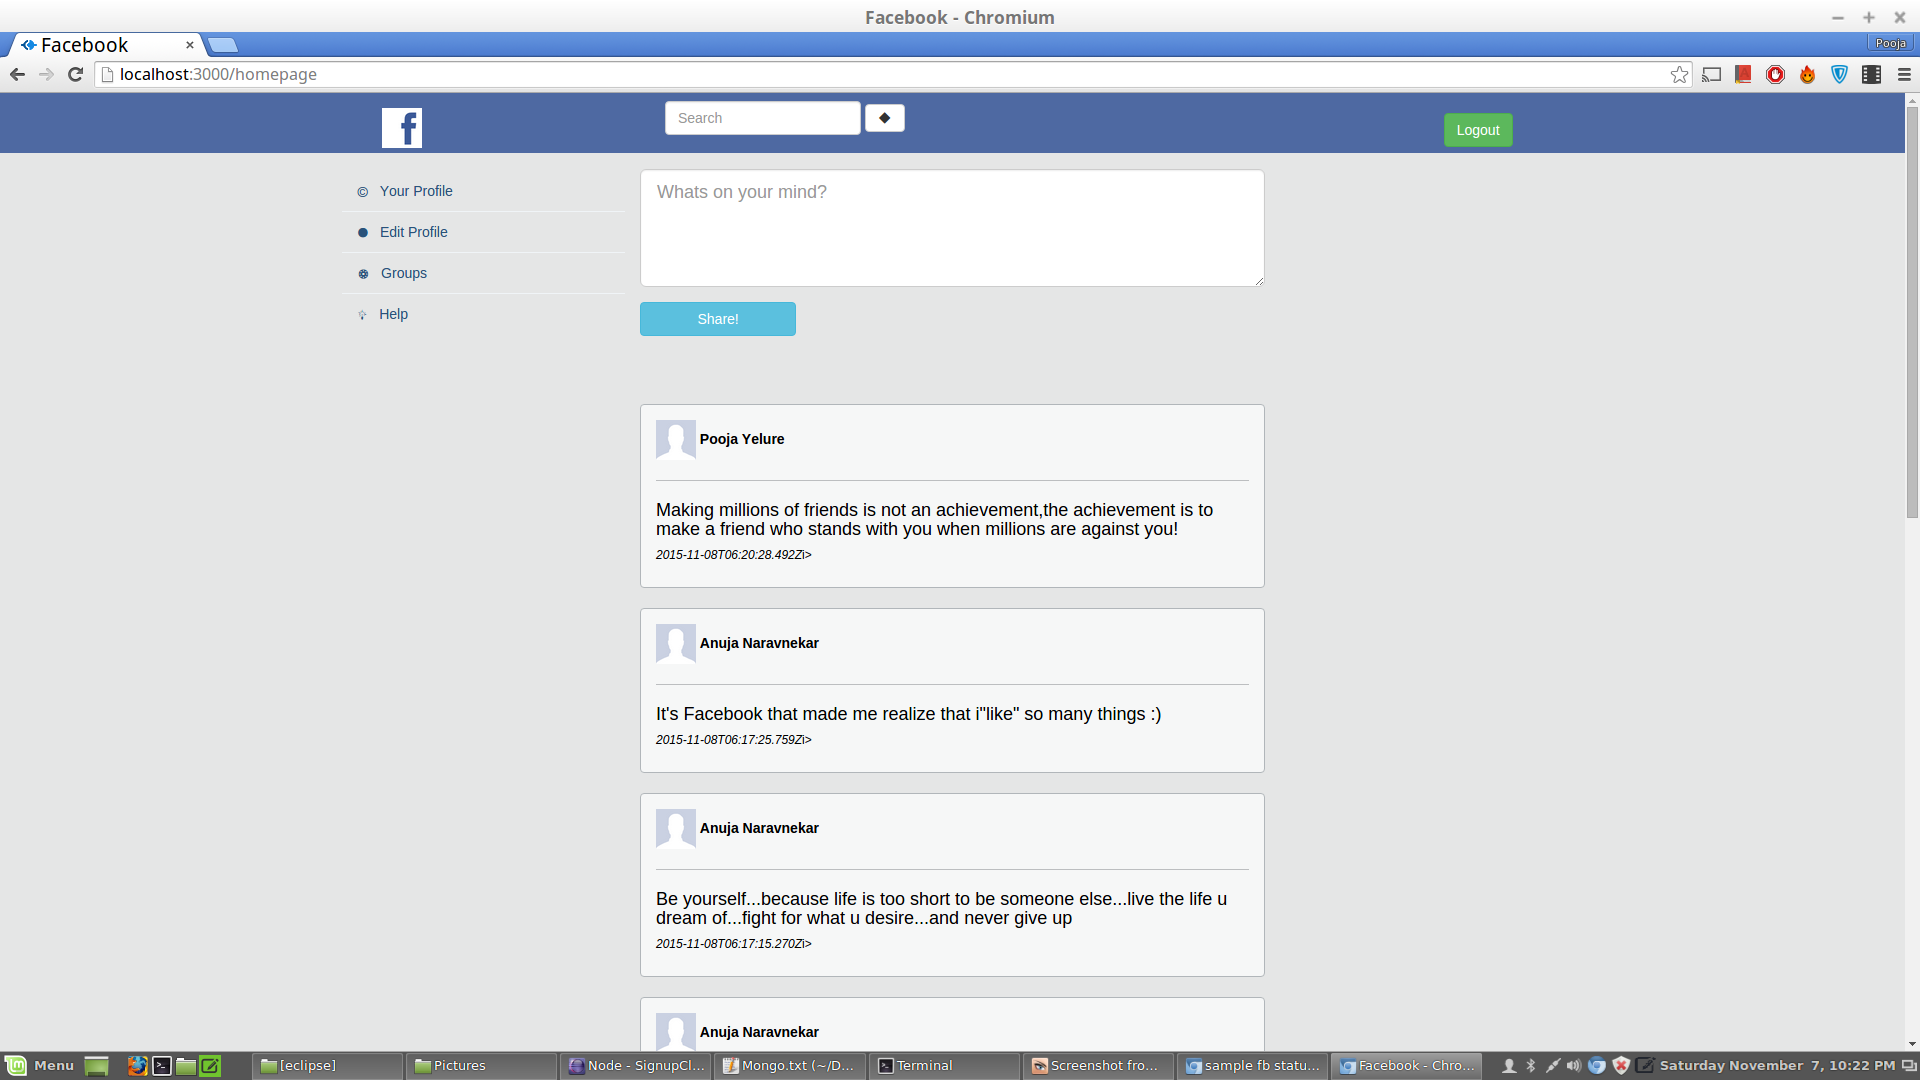 Facebook - Chromium
Facebook
Pooja
localhost:3000/homepage
f
Search
Logout
Your Profile
Edit Profile
Groups
Help
Whats on your mind?
Share!
Pooja Yelure
Making millions of friends is not an achievement,the achievement is to
make a friend who stands with you when millions are against you!
2015-11-08T06:20:28.492Zi>
Anuja Naravnekar
It's Facebook that made me realize that i"like" so many things :)
2015-11-08T06:17:25.759Zi>
Anuja Naravnekar
Be yourself...because life is too short to be someone else...live the life u
dream of...fight for what u desire...and never give up
2015-11-08T06:17:15.270Zi>
Anuja Naravnekar
Menu
[eclipse]
Pictures
Node - SignupCl...
Mongo.txt (~/D...
Terminal
Screenshot fro...
sample fb statu...
Facebook - Chro...
Saturday November 7, 10:22 PM